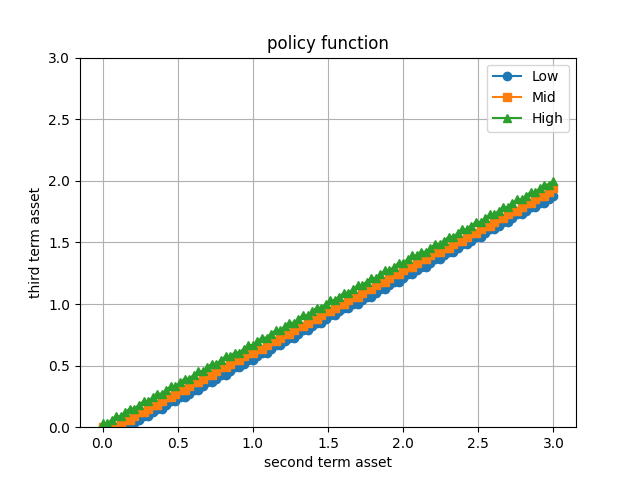 policy function
third term asset
3.0
2.5
2.0
1.5
1.0
0.5
0.0
Low
Mid
High
0.0 0.5 1.0 1.5 2.0 2.5 3.0
second term asset